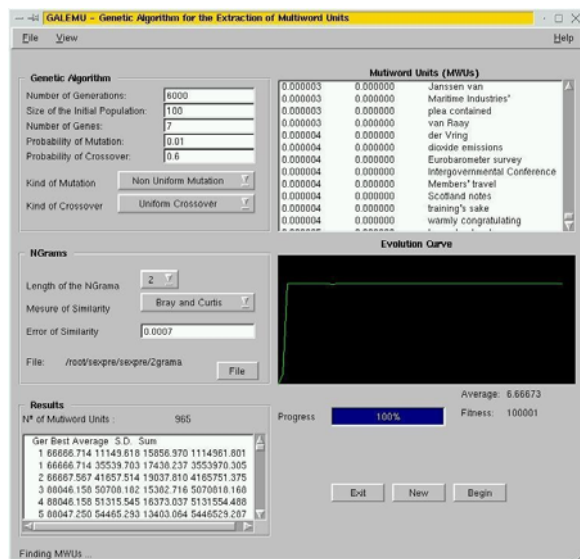 GALEMU - Genetic Algorithm for the Extraction of Multiword Units
File View Help
Genetic Algorithm
Number of Generations: 6000
Size of the Initial Population: 100
Number of Genes: 7
Probability of Mutation: 0.01
Probability of Crossover: 0.6
Kind of Mutation Non Uniform Mutation
Kind of Crossover Uniform Crossover
Mutiword Units (MWUs)
0.000003 0.000000 Janssen van
0.000003 0.000000 Maritime Industries'
0.000003 0.000000 plea contained
0.000003 0.000000 van Raay
0.000004 0.000000 der Vring
0.000004 0.000000 dioxide emissions
0.000004 0.000000 Eurobarometer survey
0.000004 0.000000 Intergovernmental Conference
0.000004 0.000000 Members' travel
0.000004 0.000000 Scotland notes
0.000004 0.000000 training's sake
0.000004 0.000000 warmly congratulating
NGrams
Length of the NGrama 2
Mesure of Similarity Bray and Curtis
Error of Similarity 0.0007
File: /root/sexpre/sexpre/2grama File
Evolution Curve
Average: 6.66673
Progress 100% Fitness: 100001
Exit New Begin
Results
Nº of Mutiword Units : 965
Ger Best Average S.D. Sum
1 66666.714 11149.618 15856.970 1114961.801
1 66666.714 35539.703 17438.237 3553970.305
2 66667.567 41657.514 19037.810 4165751.375
3 88046.158 50708.182 15382.716 5070818.168
4 88046.158 51315.545 16373.037 5131554.488
5 88047.250 54465.293 13403.064 5446529.287
Finding MWUs ...